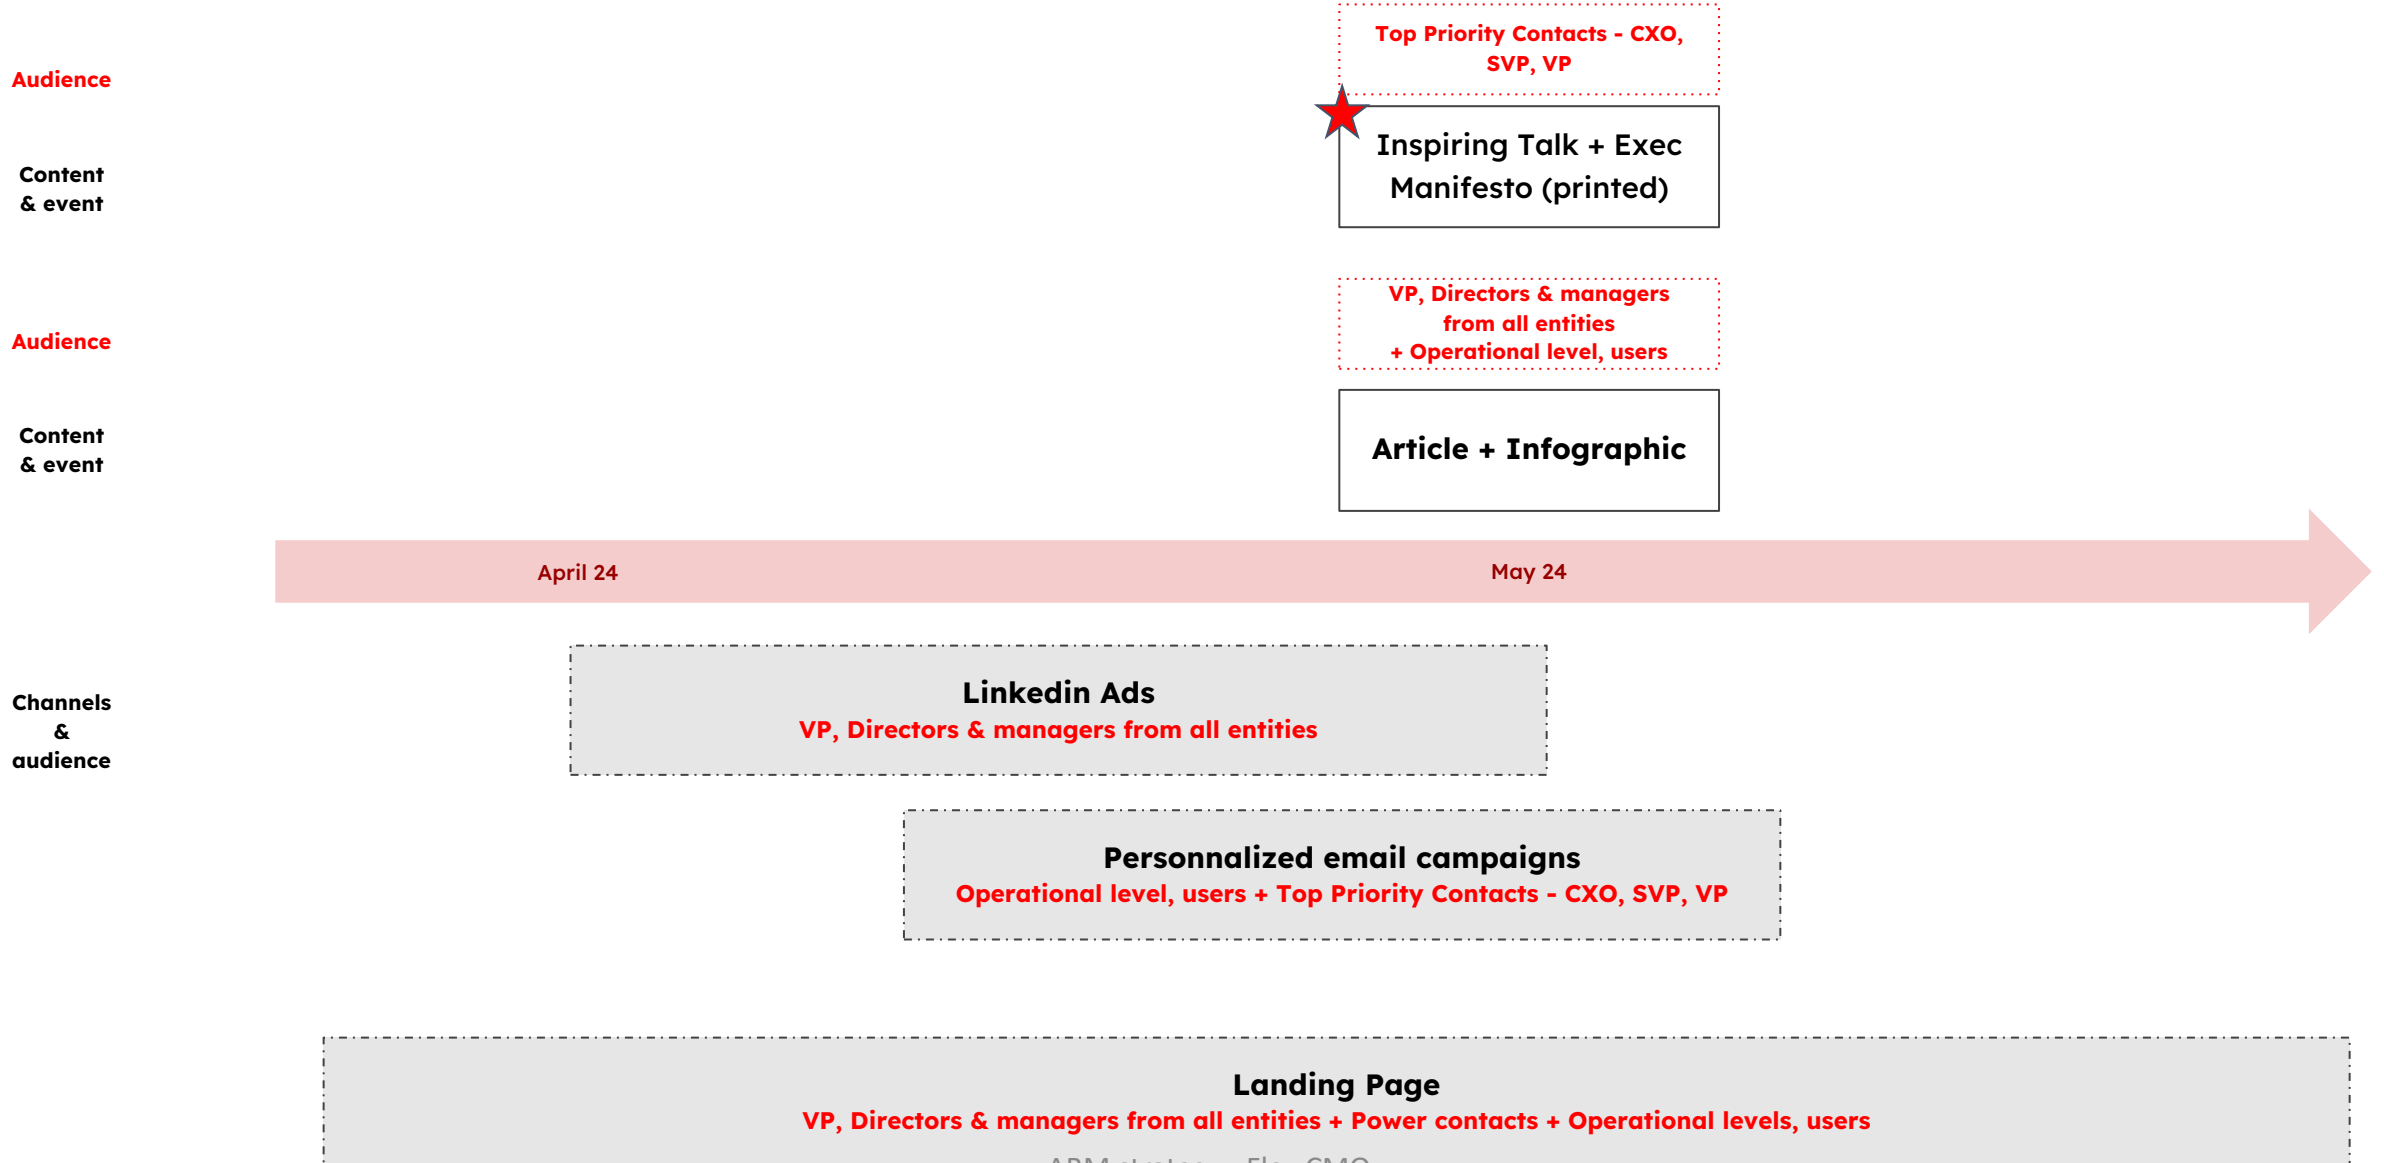 Top Priority Contacts - CXO,
SVP, VP
Audience
Content
& event
Inspiring Talk + Exec
Manifesto (printed)
VP, Directors & managers
from all entities
+ Operational level, users
Audience
Content
& event
Article + Infographic
April 24
May 24
Channels
&
audience
Linkedin Ads
VP, Directors & managers from all entities
Personnalized email campaigns
Operational level, users + Top Priority Contacts - CXO, SVP, VP
Landing Page
VP, Directors & managers from all entities + Power contacts + Operational levels, users